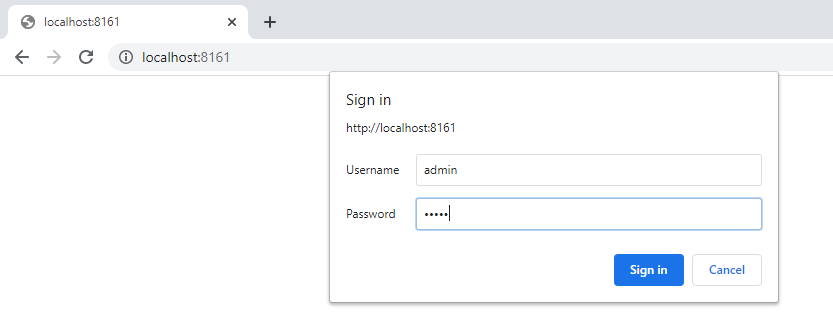 localhost:8161
localhost:8161
Sign in
http://localhost:8161
Username admin
Password •••••
Sign in Cancel